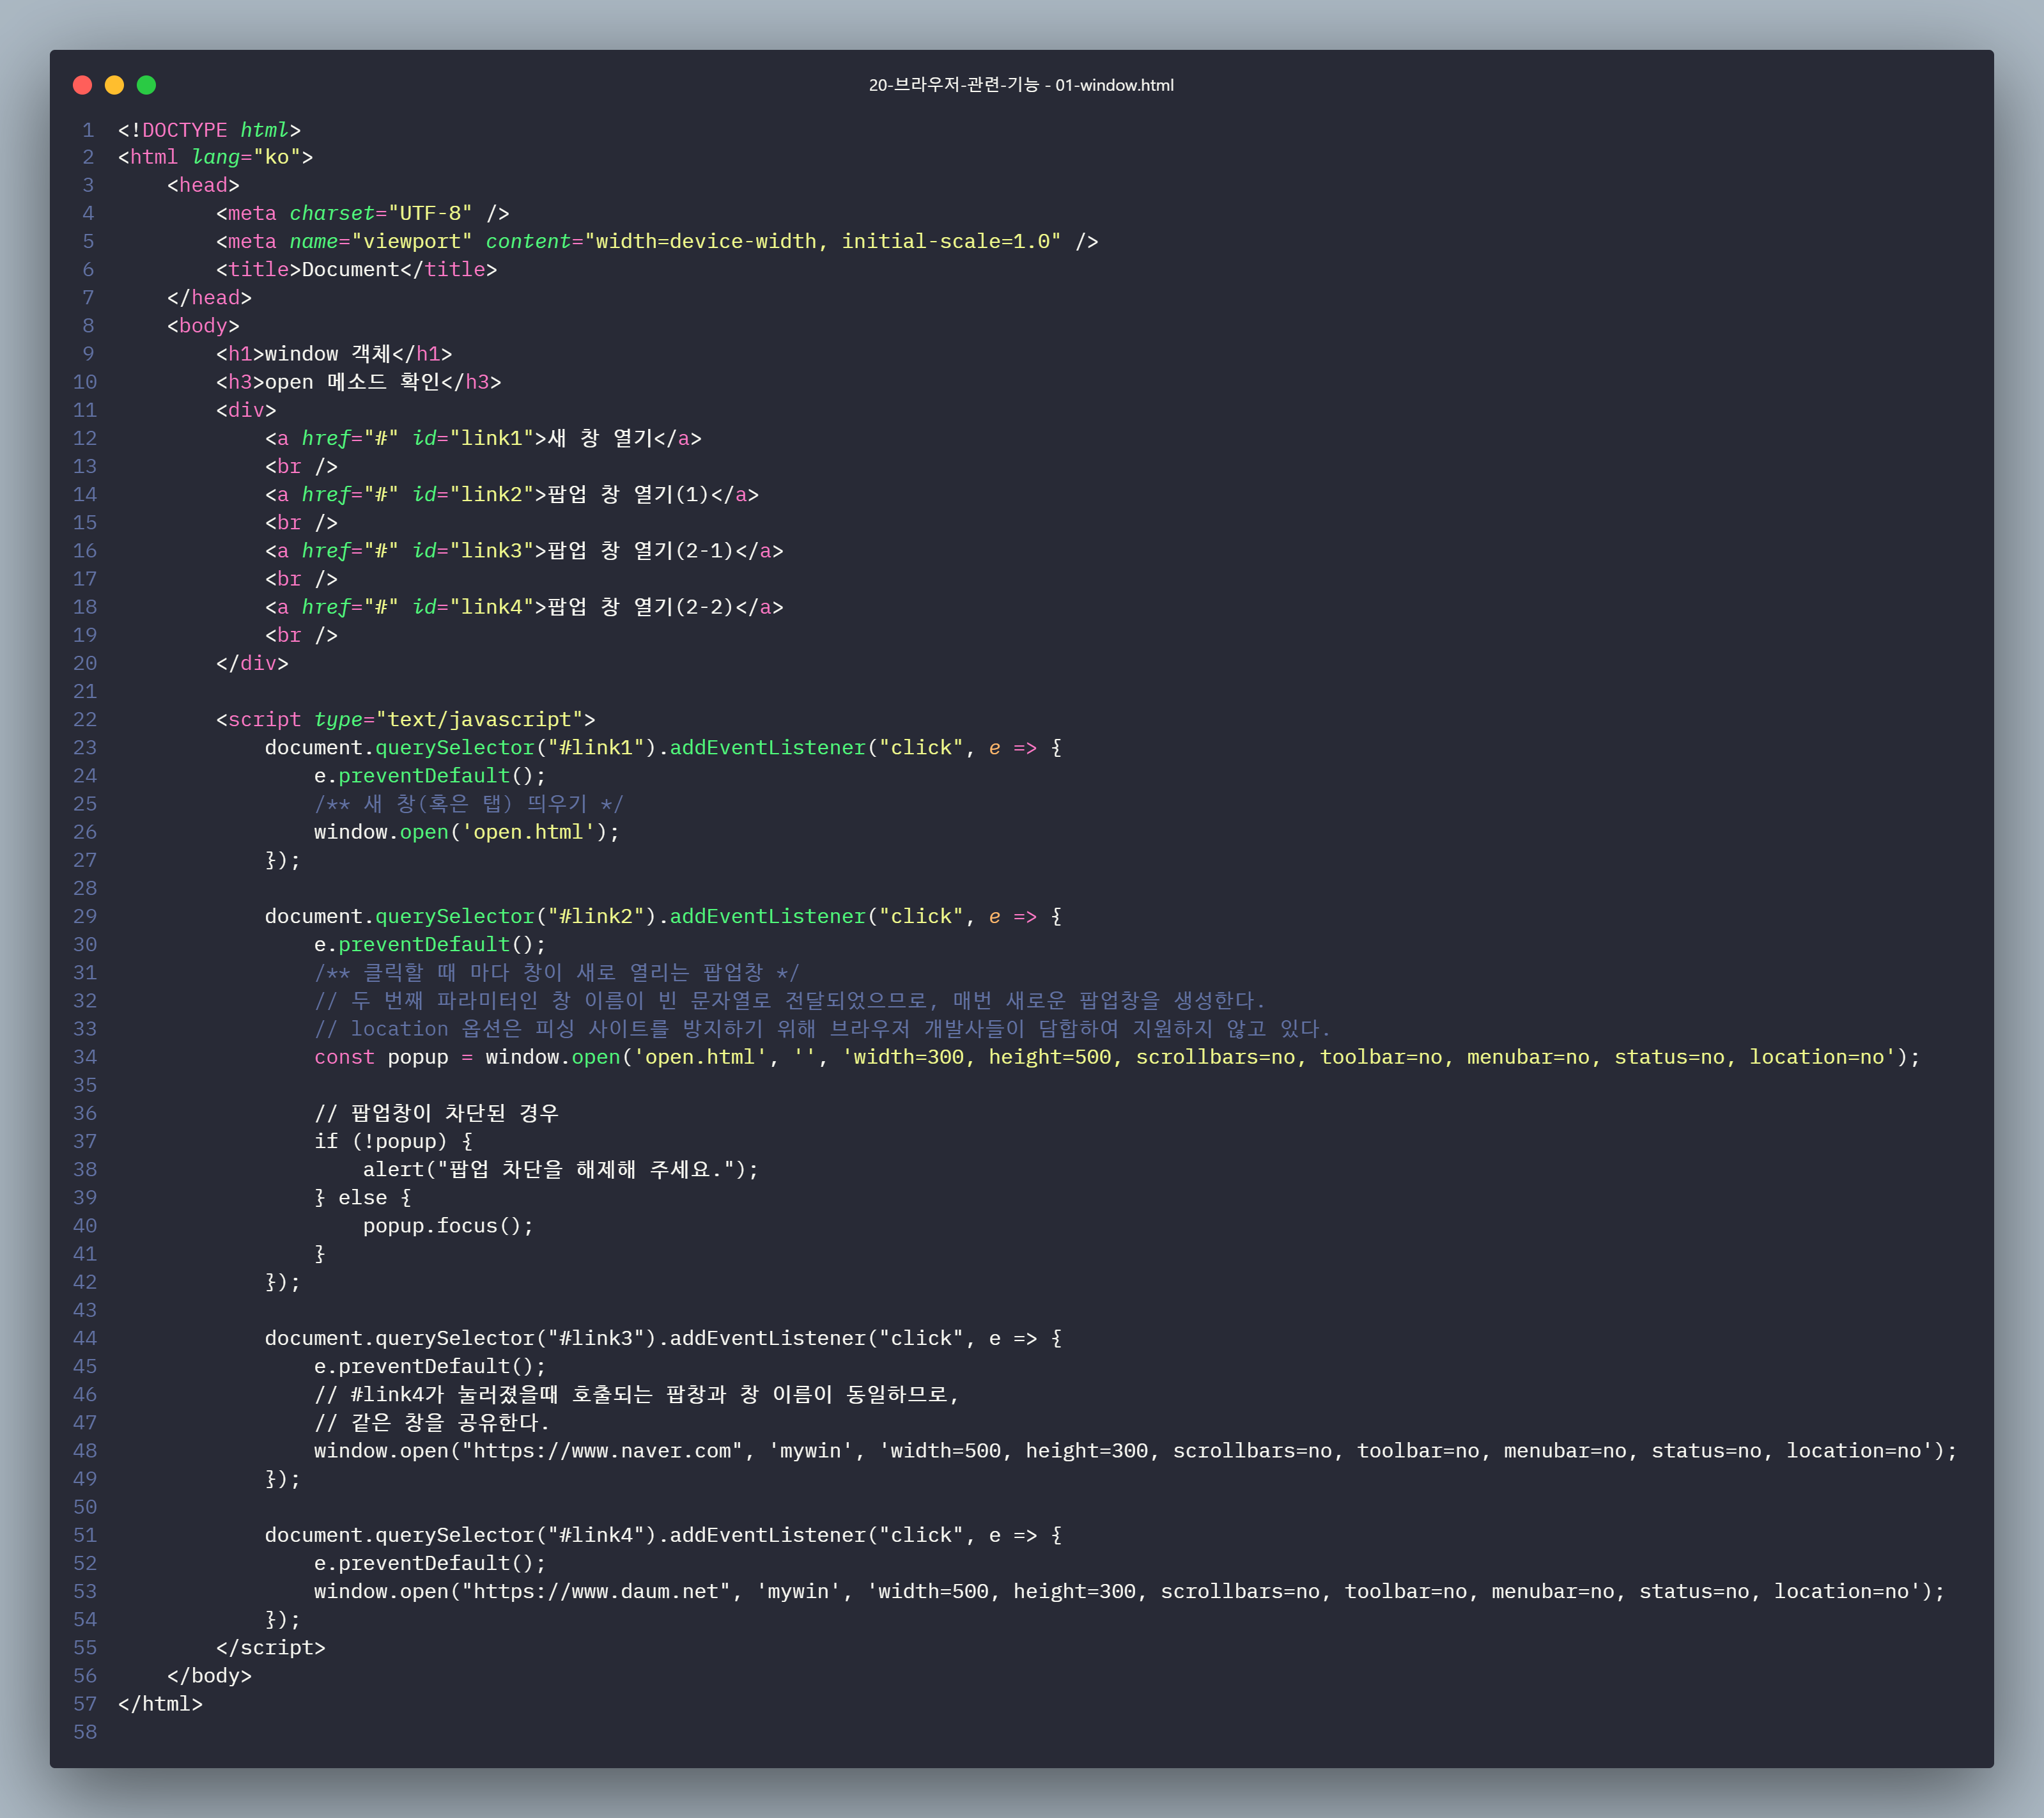 20-브라우저-관련-기능 - 01-window.html
1 <!DOCTYPE html>
2 <html lang="ko">
3     <head>
4         <meta charset="UTF-8" />
5         <meta name="viewport" content="width=device-width, initial-scale=1.0" />
6         <title>Document</title>
7     </head>
8     <body>
9         <h1>window 객체</h1>
10         <h3>open 메소드 확인</h3>
11         <div>
12             <a href="#" id="link1">새 창 열기</a>
13             <br />
14             <a href="#" id="link2">팝업 창 열기(1)</a>
15             <br />
16             <a href="#" id="link3">팝업 창 열기(2-1)</a>
17             <br />
18             <a href="#" id="link4">팝업 창 열기(2-2)</a>
19             <br />
20         </div>
21
22         <script type="text/javascript">
23             document.querySelector("#link1").addEventListener("click", e => {
24                 e.preventDefault();
25                 /** 새 창(혹은 탭) 띄우기 */
26                 window.open('open.html');
27             });
28
29             document.querySelector("#link2").addEventListener("click", e => {
30                 e.preventDefault();
31                 /** 클릭할 때 마다 창이 새로 열리는 팝업창 */
32                 // 두 번째 파라미터인 창 이름이 빈 문자열로 전달되었으므로, 매번 새로운 팝업창을 생성한다.
33                 // location 옵션은 피싱 사이트를 방지하기 위해 브라우저 개발사들이 담합하여 지원하지 않고 있다.
34                 const popup = window.open('open.html', '', 'width=300, height=500, scrollbars=no, toolbar=no, menubar=no, status=no, location=no');
35
36                 // 팝업창이 차단된 경우
37                 if (!popup) {
38                     alert("팝업 차단을 해제해 주세요.");
39                 } else {
40                     popup.focus();
41                 }
42             });
43
44             document.querySelector("#link3").addEventListener("click", e => {
45                 e.preventDefault();
46                 // #link4가 눌러졌을때 호출되는 팝창과 창 이름이 동일하므로,
47                 // 같은 창을 공유한다.
48                 window.open("https://www.naver.com", 'mywin', 'width=500, height=300, scrollbars=no, toolbar=no, menubar=no, status=no, location=no');
49             });
50
51             document.querySelector("#link4").addEventListener("click", e => {
52                 e.preventDefault();
53                 window.open("https://www.daum.net", 'mywin', 'width=500, height=300, scrollbars=no, toolbar=no, menubar=no, status=no, location=no');
54             });
55         </script>
56     </body>
57 </html>
58